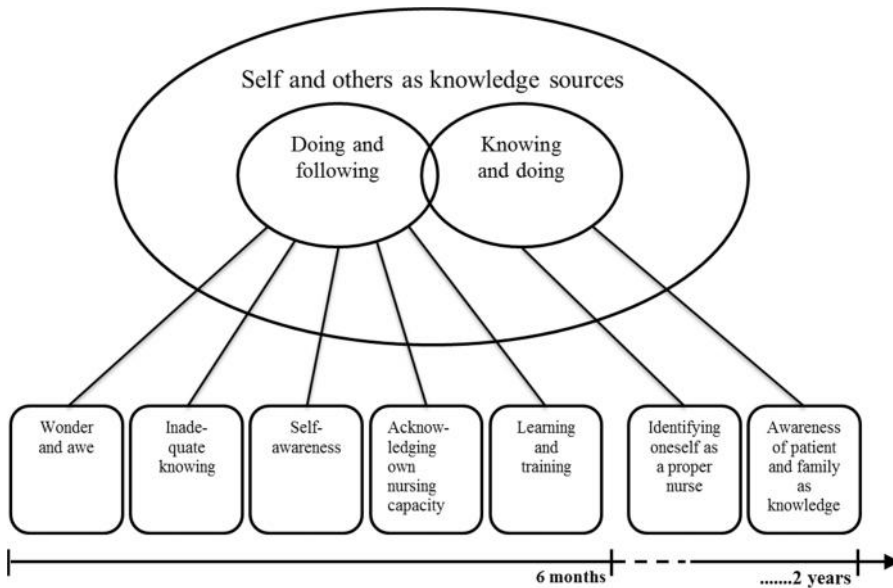 Self and others as knowledge sources
Doing and
following
Knowing
and doing
Wonder
and awe
Inade-
quate
knowing
Self-
awareness
Acknow-
ledging
own
nursing
capacity
Learning
and
training
Identifying
oneself as
a proper
nurse
Awareness
of patient
and family
as
knowledge
6 months
.......2 years